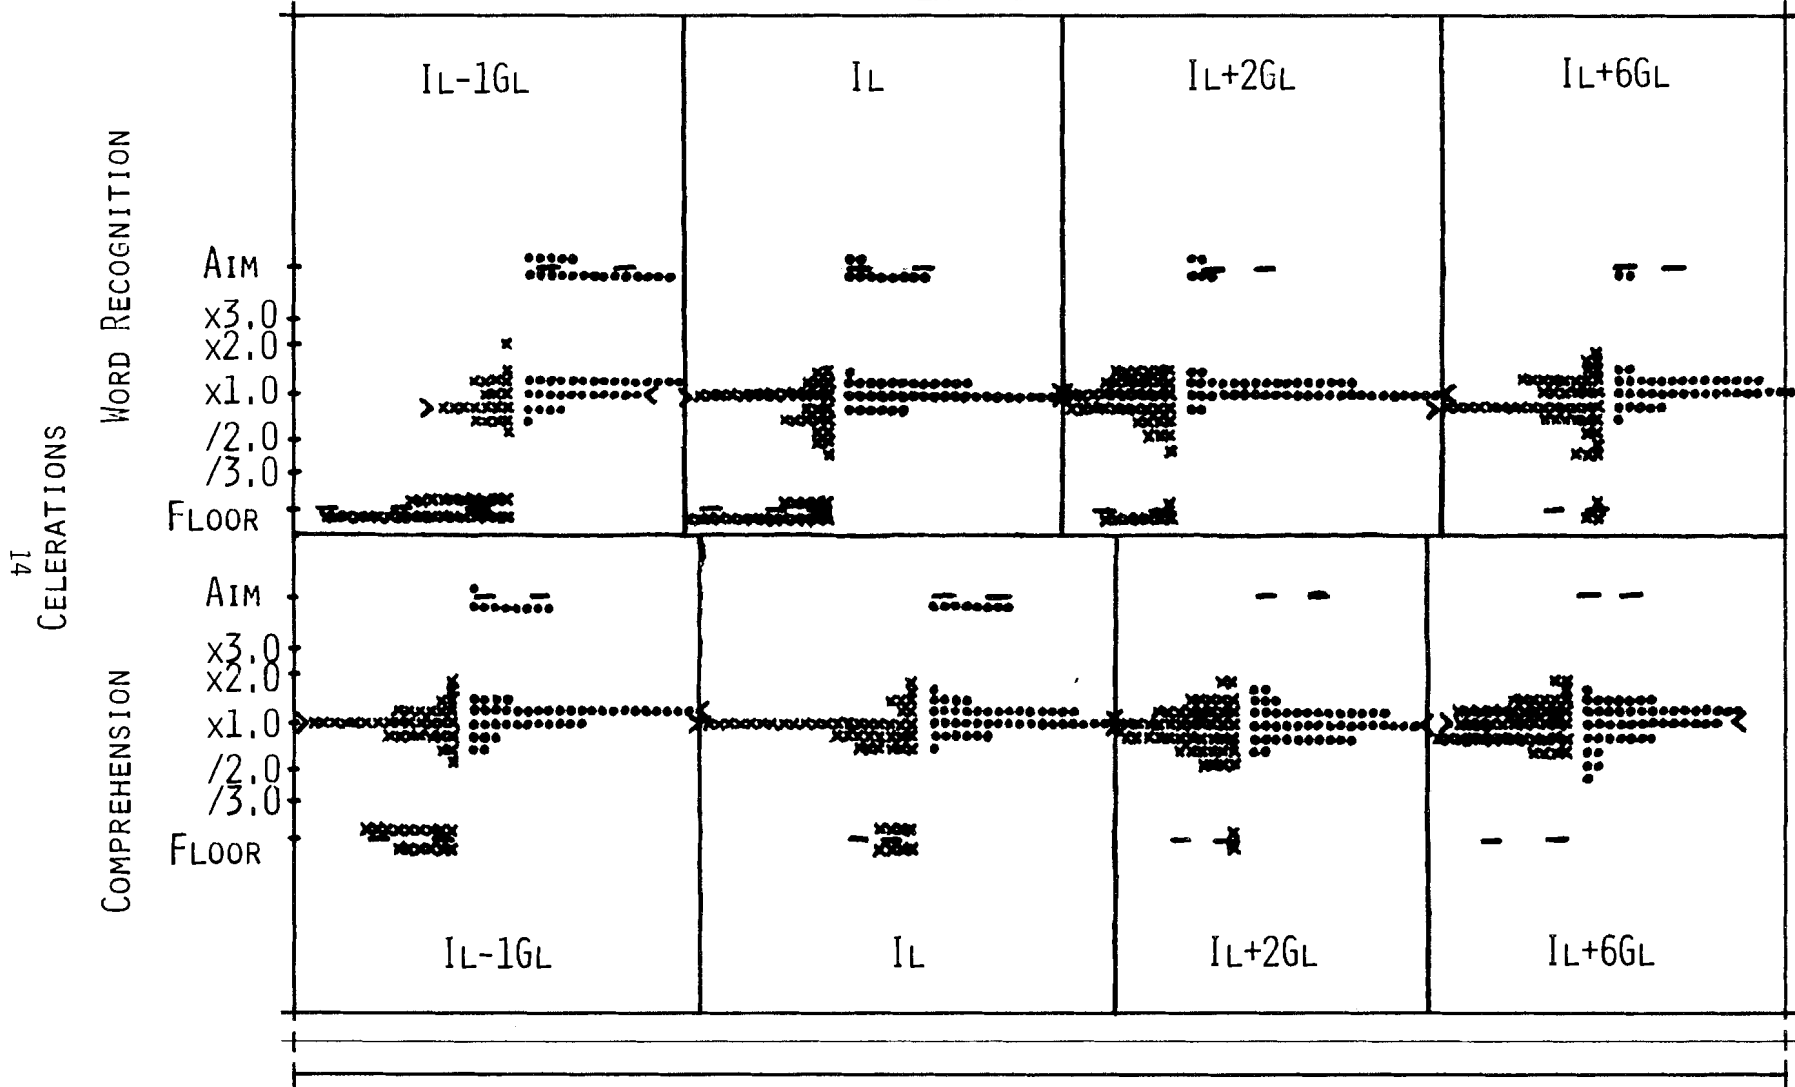 IL-1GL
IL
IL+2GL
IL+6GL
WORD RECOGNITION
AIM
x3.0
x2.0
x1.0
/2.0
/3.0
FLOOR
CELERATIONS
14
COMPREHENSION
AIM
x3.0
x2.0
x1.0
/2.0
/3.0
FLOOR
IL-1GL
IL
IL+2GL
IL+6GL